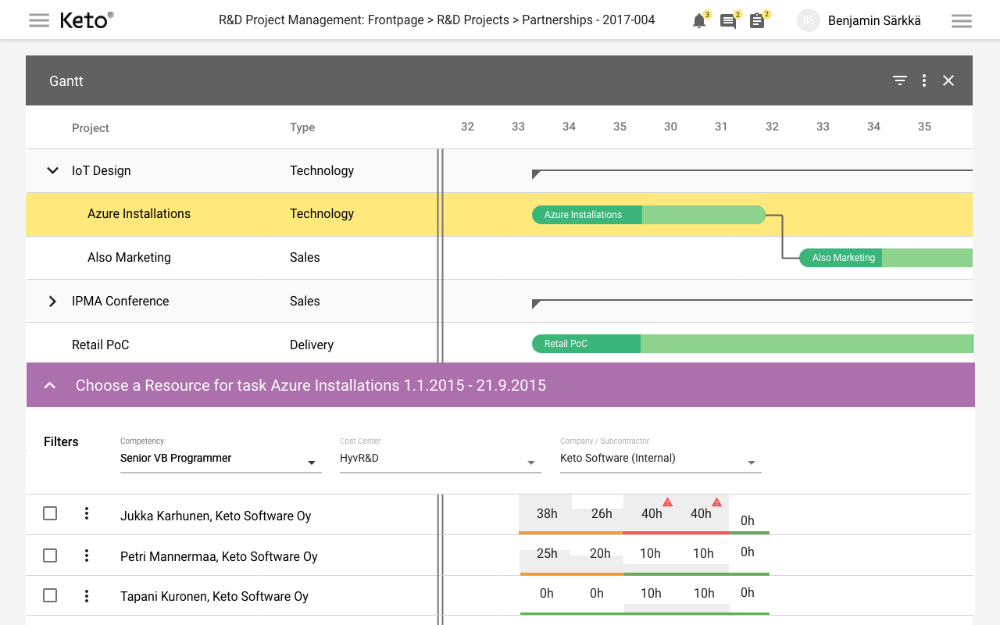 Keto®
R&D Project Management: Frontpage > R&D Projects > Partnerships - 2017-004
3
2
2
BS
Benjamin Särkkä
Gantt
Project Type 32 33 34 35 30 31 32 33 34 35
IoT Design Technology
Azure Installations Technology Azure Installations
Also Marketing Sales Also Marketing
IPMA Conference Sales
Retail PoC Delivery Retail PoC
Choose a Resource for task Azure Installations 1.1.2015 - 21.9.2015
Filters
Competency
Senior VB Programmer
Cost Center
HyvR&D
Company / Subcontractor
Keto Software (Internal)
Jukka Karhunen, Keto Software Oy 38h 26h 40h 40h 0h
Petri Mannermaa, Keto Software Oy 25h 20h 10h 10h 0h
Tapani Kuronen, Keto Software Oy 0h 0h 10h 10h 0h